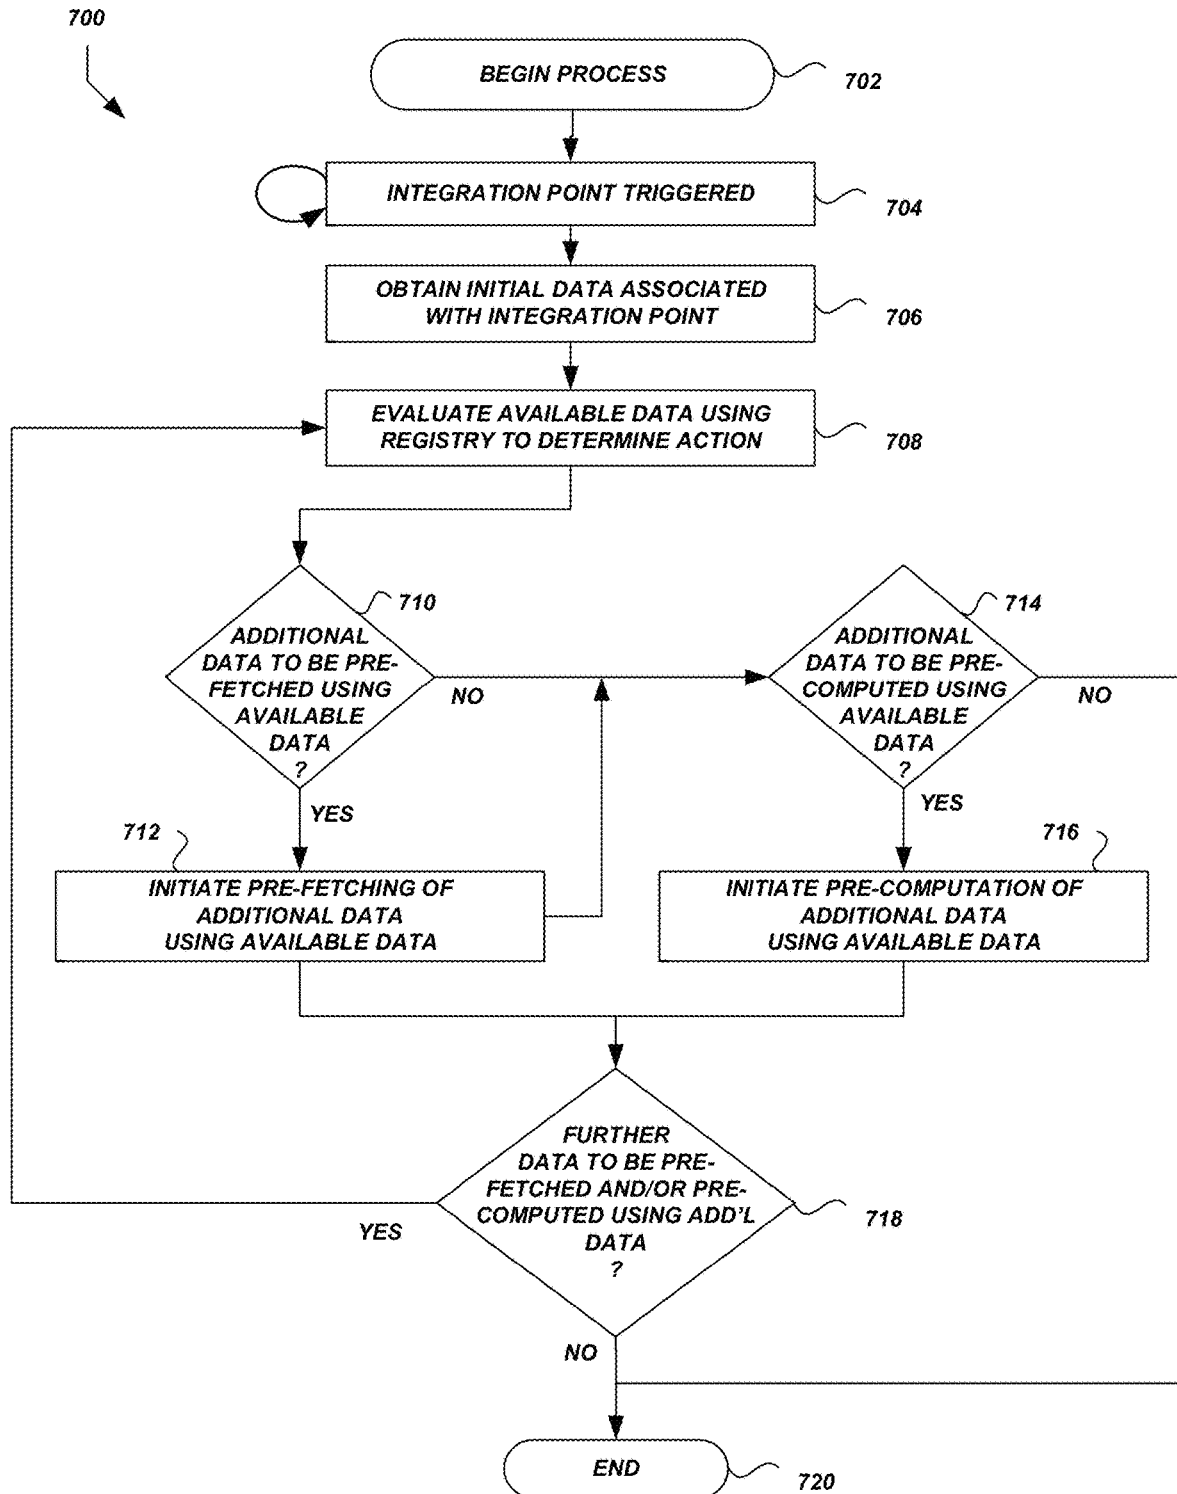 700
BEGIN PROCESS
702
INTEGRATION POINT TRIGGERED
704
OBTAIN INITIAL DATA ASSOCIATED
WITH INTEGRATION POINT
706
EVALUATE AVAILABLE DATA USING
REGISTRY TO DETERMINE ACTION
708
710
ADDITIONAL
DATA TO BE PRE-
FETCHED USING
AVAILABLE
DATA
?
NO
YES
714
ADDITIONAL
DATA TO BE PRE-
COMPUTED USING
AVAILABLE
DATA
?
NO
YES
712
INITIATE PRE-FETCHING OF
ADDITIONAL DATA
USING AVAILABLE DATA
716
INITIATE PRE-COMPUTATION OF
ADDITIONAL DATA
USING AVAILABLE DATA
FURTHER
DATA TO BE PRE-
FETCHED AND/OR PRE-
COMPUTED USING ADD'L
DATA
?
718
YES
NO
END
720